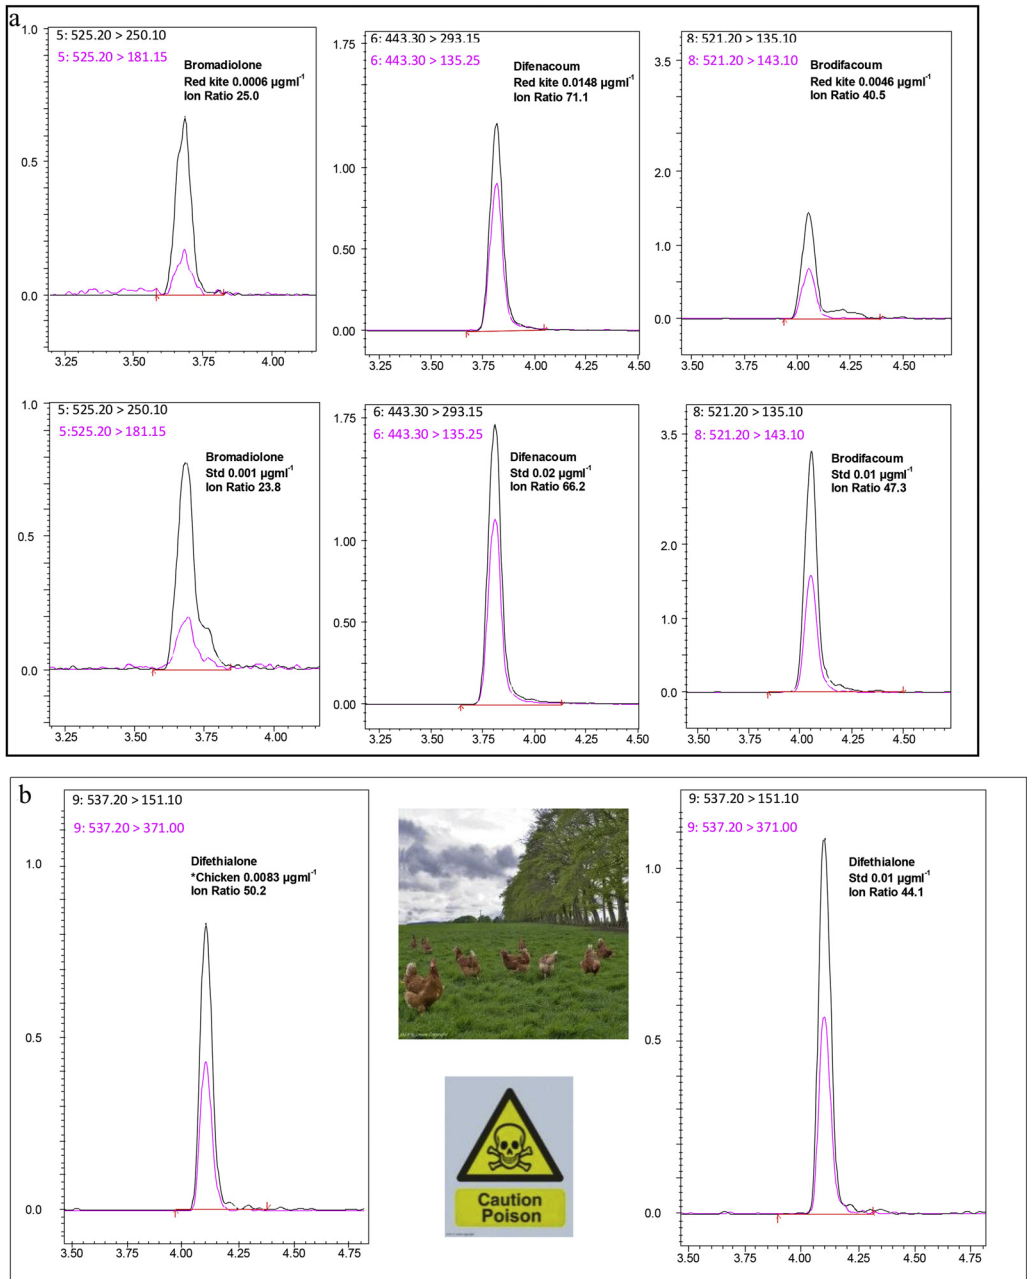 a
5: 525.20 > 250.10
5: 525.20 > 181.15
Bromadiolone
Red kite 0.0006 µgml⁻¹
Ion Ratio 25.0
1.0
0.5
0.0
3.25 3.50 3.75 4.00
6: 443.30 > 293.15
6: 443.30 > 135.25
Difenacoum
Red kite 0.0148 µgml⁻¹
Ion Ratio 71.1
1.75
1.00
0.50
0.00
3.25 3.50 3.75 4.00 4.25 4.50
8: 521.20 > 135.10
8: 521.20 > 143.10
Brodifacoum
Red kite 0.0046 µgml⁻¹
Ion Ratio 40.5
3.5
2.0
1.0
0.0
3.50 3.75 4.00 4.25 4.50
5: 525.20 > 250.10
5:525.20 > 181.15
Bromadiolone
Std 0.001 µgml⁻¹
Ion Ratio 23.8
1.0
0.5
0.0
3.25 3.50 3.75 4.00
6: 443.30 > 293.15
6: 443.30 > 135.25
Difenacoum
Std 0.02 µgml⁻¹
Ion Ratio 66.2
1.75
1.00
0.50
0.00
3.25 3.50 3.75 4.00 4.25 4.50
8: 521.20 > 135.10
8: 521.20 > 143.10
Brodifacoum
Std 0.01 µgml⁻¹
Ion Ratio 47.3
3.5
2.0
1.0
0.0
3.50 3.75 4.00 4.25 4.50
b
9: 537.20 > 151.10
9: 537.20 > 371.00
Difethialone
*Chicken 0.0083 µgml⁻¹
Ion Ratio 50.2
1.0
0.5
0.0
3.50 3.75 4.00 4.25 4.50 4.75
Caution
Poison
9: 537.20 > 151.10
9: 537.20 > 371.00
Difethialone
Std 0.01 µgml⁻¹
Ion Ratio 44.1
1.0
0.5
0.0
3.50 3.75 4.00 4.25 4.50 4.75